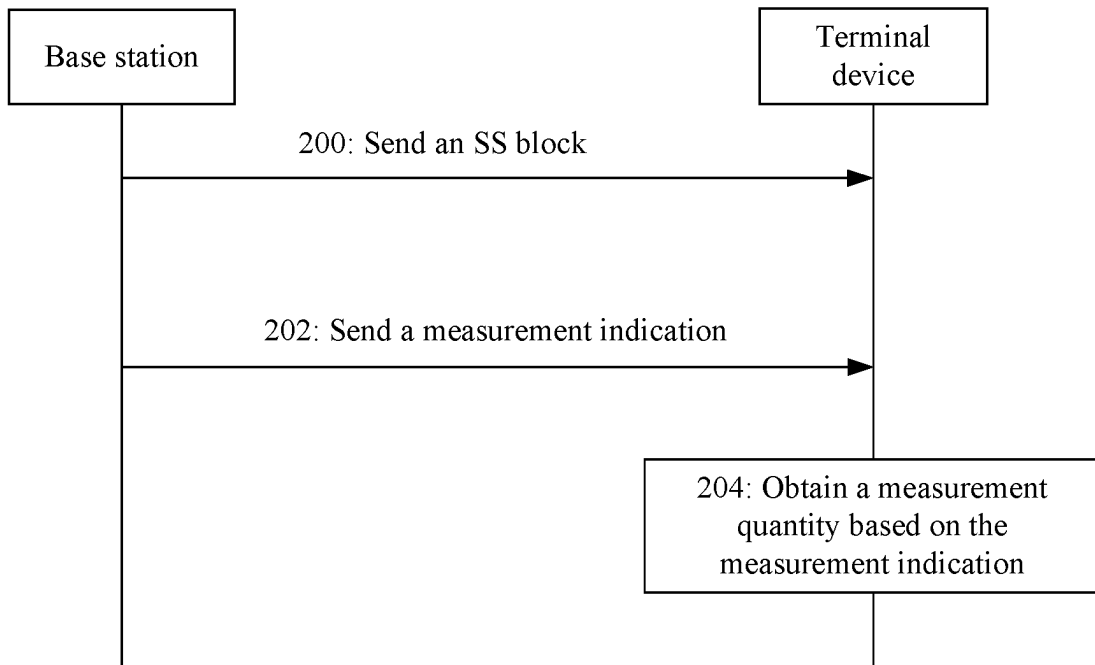 Base station
Terminal
device
200: Send an SS block
202: Send a measurement indication
204: Obtain a measurement
quantity based on the
measurement indication